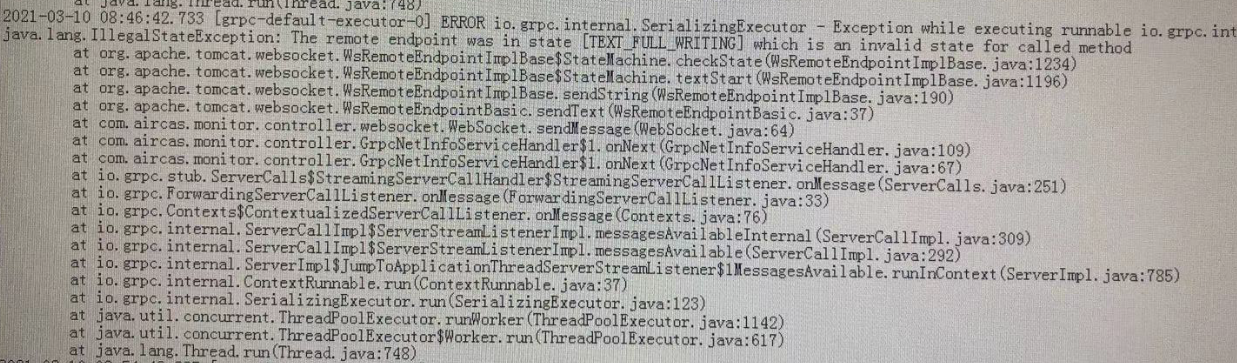 at java.lang.Thread.run(Thread.java:748)
2021-03-10 08:46:42.733 [grpc-default-executor-0] ERROR io.grpc.internal.SerializingExecutor - Exception while executing runnable io.grpc.int
java.lang.IllegalStateException: The remote endpoint was in state [TEXT_FULL_WRITING] which is an invalid state for called method
at org.apache.tomcat.websocket.WsRemoteEndpointImplBase$StateMachine.checkState(WsRemoteEndpointImplBase.java:1234)
at org.apache.tomcat.websocket.WsRemoteEndpointImplBase$StateMachine.textStart(WsRemoteEndpointImplBase.java:1196)
at org.apache.tomcat.websocket.WsRemoteEndpointImplBase.sendString(WsRemoteEndpointImplBase.java:190)
at org.apache.tomcat.websocket.WsRemoteEndpointBasic.sendText(WsRemoteEndpointBasic.java:37)
at com.aircas.monitor.controller.websocket.WebSocket.sendMessage(WebSocket.java:64)
at com.aircas.monitor.controller.GrpcNetInfoServiceHandler$1.onNext(GrpcNetInfoServiceHandler.java:109)
at com.aircas.monitor.controller.GrpcNetInfoServiceHandler$1.onNext(GrpcNetInfoServiceHandler.java:67)
at io.grpc.stub.ServerCalls$StreamingServerCallHandler$StreamingServerCallListener.onMessage(ServerCalls.java:251)
at io.grpc.ForwardingServerCallListener.onMessage(ForwardingServerCallListener.java:33)
at io.grpc.Contexts$ContextualizedServerCallListener.onMessage(Contexts.java:76)
at io.grpc.internal.ServerCallImpl$ServerStreamListenerImpl.messagesAvailableInternal(ServerCallImpl.java:309)
at io.grpc.internal.ServerCallImpl$ServerStreamListenerImpl.messagesAvailable(ServerCallImpl.java:292)
at io.grpc.internal.ServerImpl$JumpToApplicationThreadServerStreamListener$1MessagesAvailable.runInContext(ServerImpl.java:785)
at io.grpc.internal.ContextRunnable.run(ContextRunnable.java:37)
at io.grpc.internal.SerializingExecutor.run(SerializingExecutor.java:123)
at java.util.concurrent.ThreadPoolExecutor.runWorker(ThreadPoolExecutor.java:1142)
at java.util.concurrent.ThreadPoolExecutor$Worker.run(ThreadPoolExecutor.java:617)
at java.lang.Thread.run(Thread.java:748)